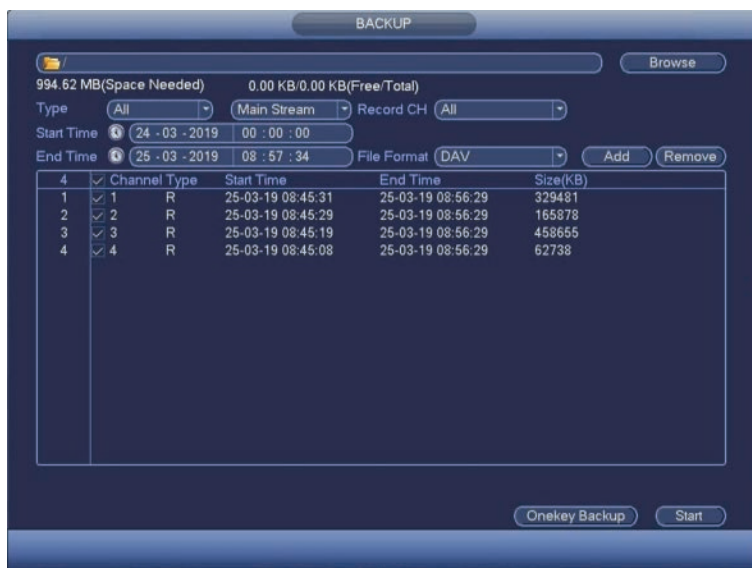 BACKUP
/ Browse
994.62 MB(Space Needed) 0.00 KB/0.00 KB(Free/Total)
Type All Main Stream Record CH All
Start Time 24 - 03 - 2019 00 : 00 : 00
End Time 25 - 03 - 2019 08 : 57 : 34 File Format DAV Add Remove
4 Channel Type Start Time End Time Size(KB)
1 1 R 25-03-19 08:45:31 25-03-19 08:56:29 329481
2 2 R 25-03-19 08:45:29 25-03-19 08:56:29 165878
3 3 R 25-03-19 08:45:19 25-03-19 08:56:29 458655
4 4 R 25-03-19 08:45:08 25-03-19 08:56:29 62738
Onekey Backup Start